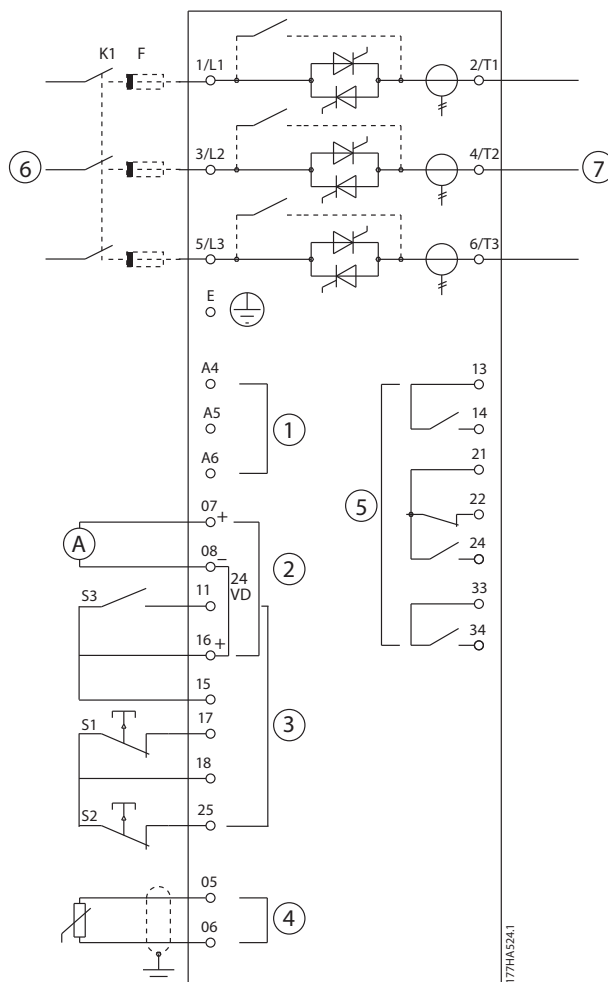 K1 F 1/L1 2/T1
6 3/L2 4/T2 7
5/L3 6/T3
E
A4 13
A5 1 14
A6 21
07 + 5 22
A 08 – 2 24
24
VD
S3 11 33
16 + 34
15
S1 17 3
18
S2 25
05
06 4
177HA524.1